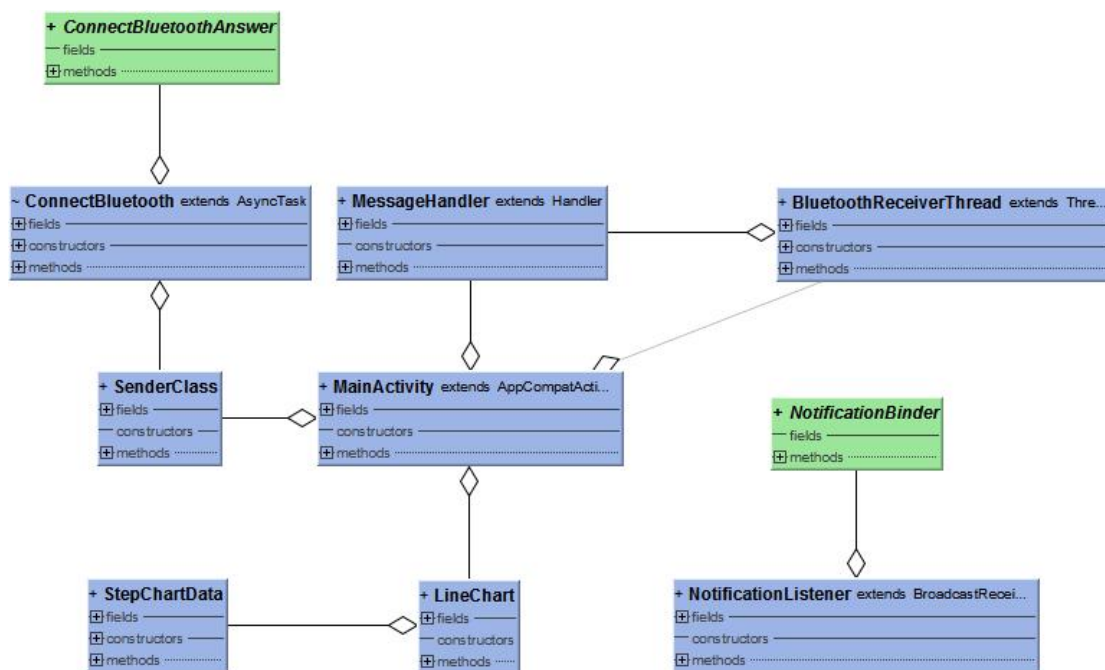 + ConnectBluetoothAnswer
fields
methods
~ ConnectBluetooth extends AsyncTask
fields
constructors
methods
+ MessageHandler extends Handler
fields
constructors
methods
+ BluetoothReceiverThread extends Thre...
fields
constructors
methods
+ SenderClass
fields
constructors
methods
+ MainActivity extends AppCompatActi...
fields
constructors
methods
+ NotificationBinder
fields
methods
+ StepChartData
fields
constructors
methods
+ LineChart
fields
constructors
methods
+ NotificationListener extends BroadcastRecei...
fields
constructors
methods